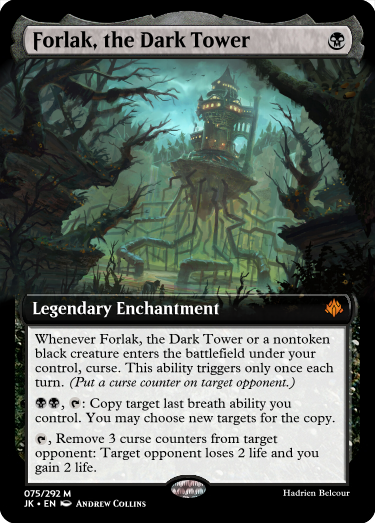 Forlak, the Dark Tower
Legendary Enchantment
Whenever Forlak, the Dark Tower or a nontoken
black creature enters the battlefield under your
control, curse. This ability triggers only once each
turn. (Put a curse counter on target opponent.)
, : Copy target last breath ability you
control. You may choose new targets for the copy.
, Remove 3 curse counters from target
opponent: Target opponent loses 2 life and you
gain 2 life.
075/292 M
JK • EN Andrew Collins
Hadrien Belcour